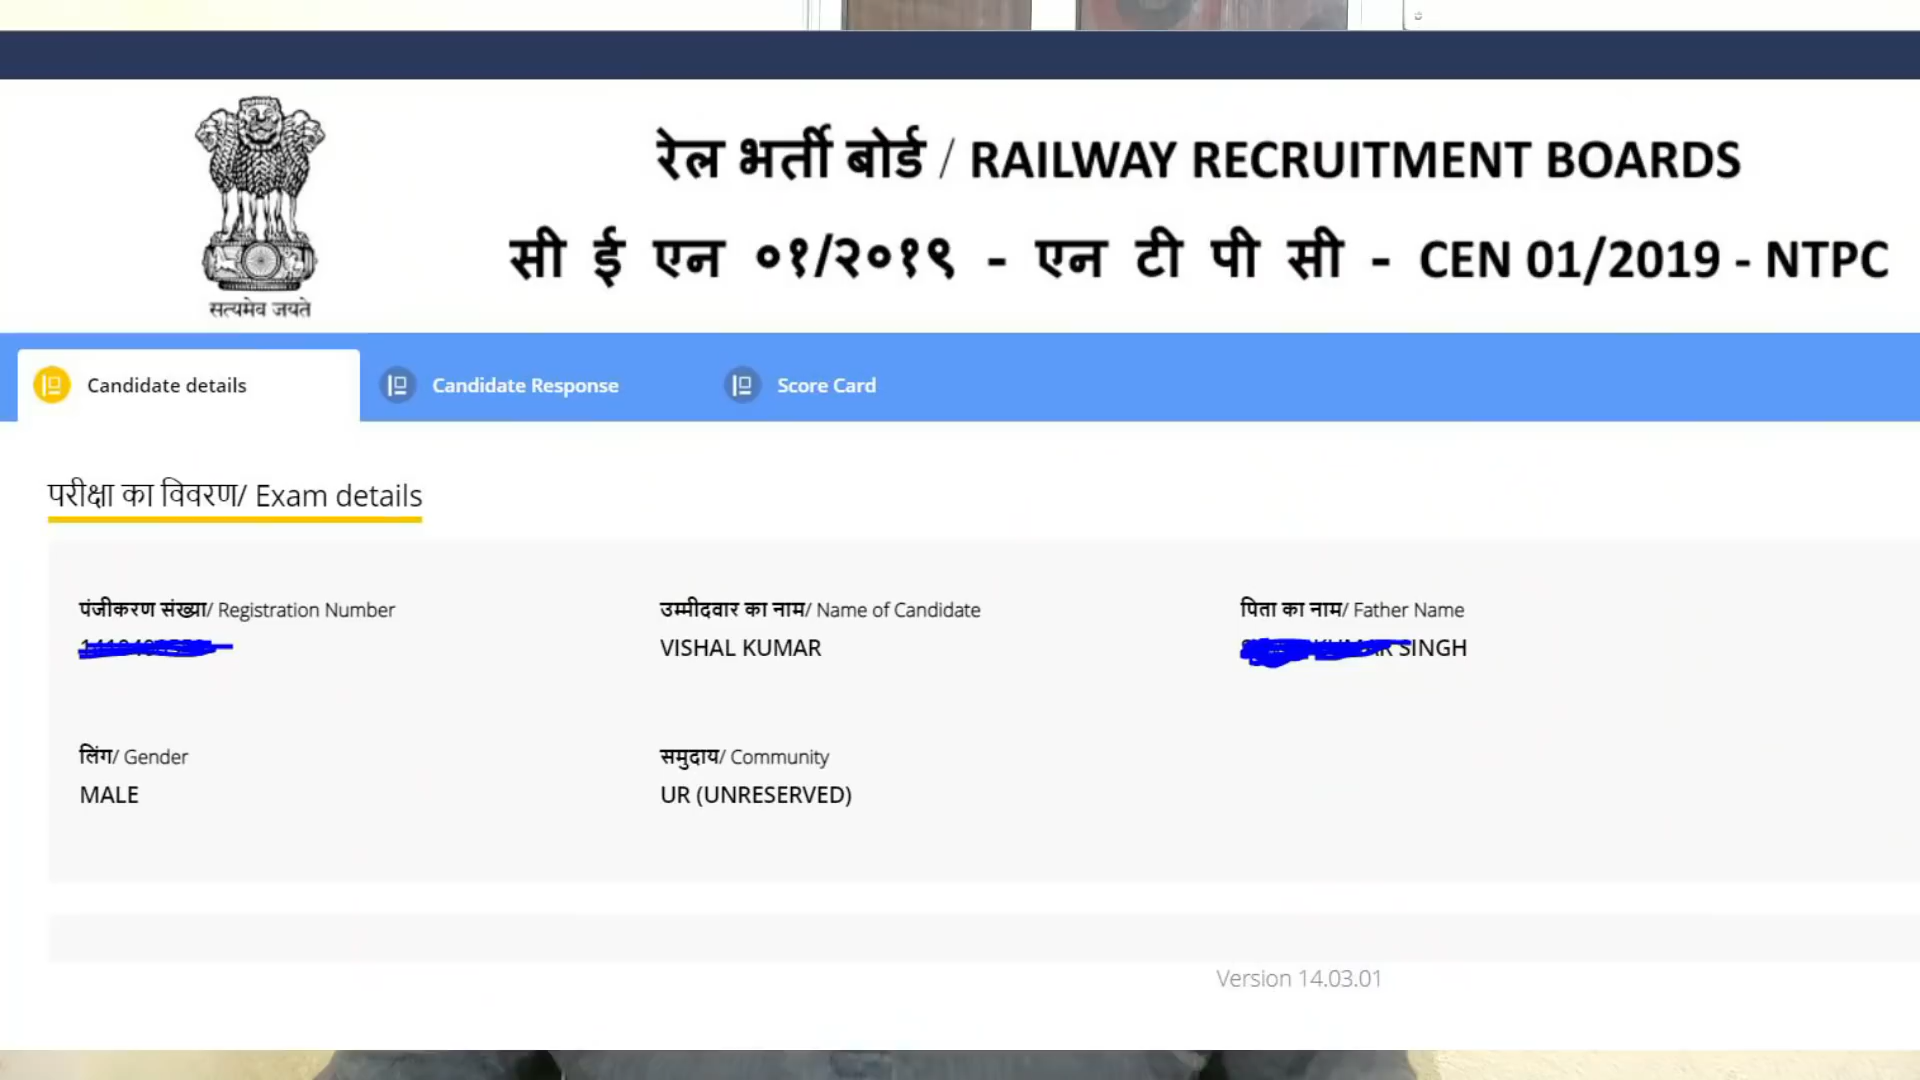 सत्यमेव जयते
रेल भर्ती बोर्ड / RAILWAY RECRUITMENT BOARDS
सी ई एन ०१/२०१९ - एन टी पी सी - CEN 01/2019 - NTPC
Candidate details
Candidate Response
Score Card
परीक्षा का विवरण/ Exam details
पंजीकरण संख्या/ Registration Number
उम्मीदवार का नाम/ Name of Candidate
पिता का नाम/ Father Name
VISHAL KUMAR
SINGH
लिंग/ Gender
समुदाय/ Community
MALE
UR (UNRESERVED)
Version 14.03.01